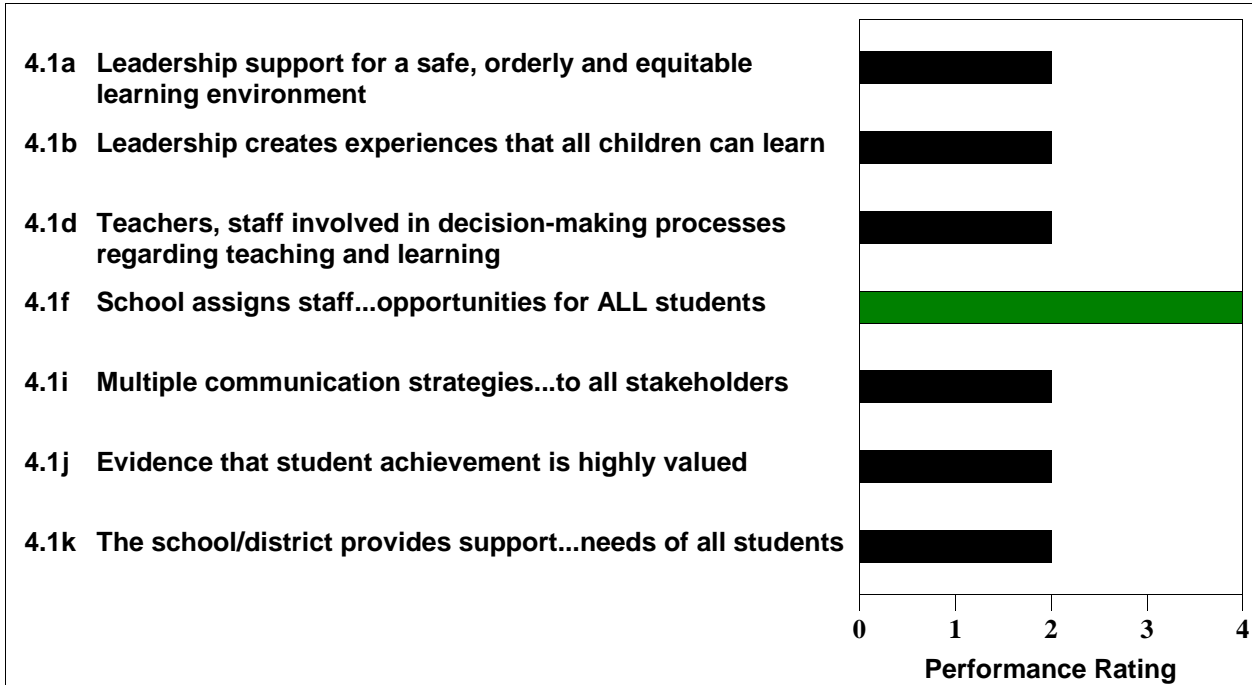 4.1a Leadership support for a safe, orderly and equitable
learning environment
4.1b Leadership creates experiences that all children can learn
4.1d Teachers, staff involved in decision-making processes
regarding teaching and learning
4.1f School assigns staff...opportunities for ALL students
4.1i Multiple communication strategies...to all stakeholders
4.1j Evidence that student achievement is highly valued
4.1k The school/district provides support...needs of all students
0 1 2 3 4
Performance Rating